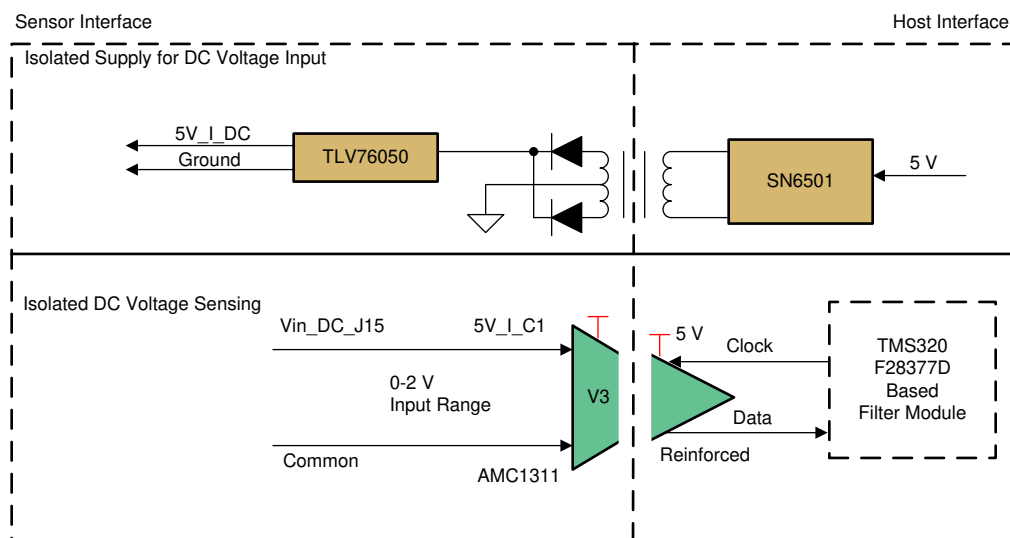 Sensor Interface
Host Interface
Isolated Supply for DC Voltage Input
5V_I_DC
Ground
TLV76050
SN6501
5 V
Isolated DC Voltage Sensing
Vin_DC_J15
5V_I_C1
5 V
Clock
0-2 V
Input Range
V3
TMS320
F28377D
Based
Filter Module
Data
Common
Reinforced
AMC1311